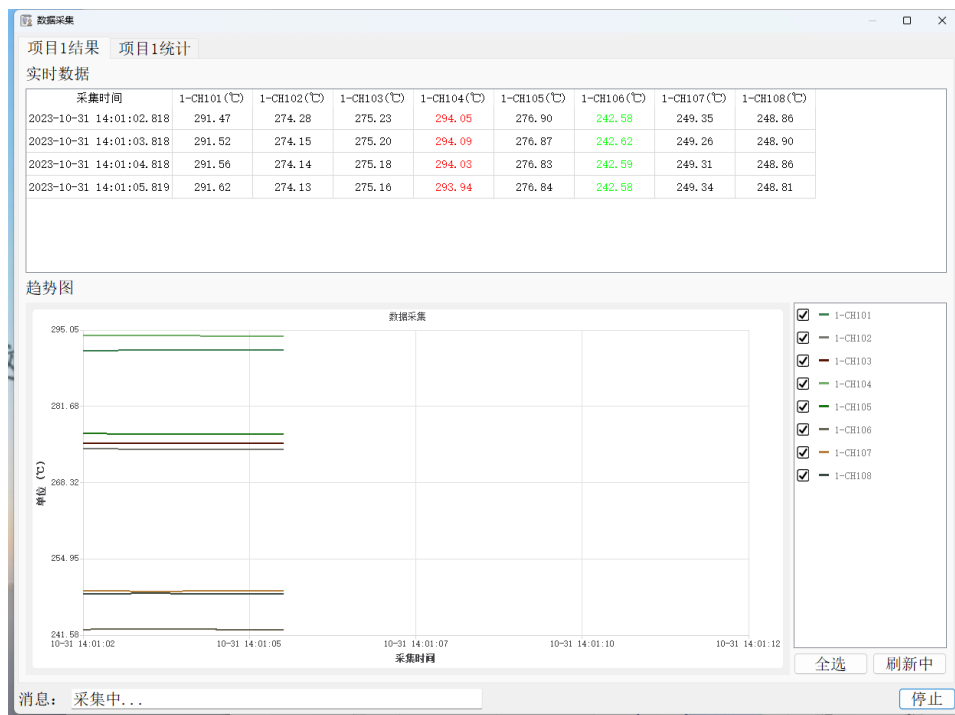 数据采集
项目1结果 项目1统计
实时数据
采集时间 1-CH101(℃) 1-CH102(℃) 1-CH103(℃) 1-CH104(℃) 1-CH105(℃) 1-CH106(℃) 1-CH107(℃) 1-CH108(℃)
2023-10-31 14:01:02.818 291.47 274.28 275.23 294.05 276.90 242.58 249.35 248.86
2023-10-31 14:01:03.818 291.52 274.15 275.20 294.09 276.87 242.62 249.26 248.90
2023-10-31 14:01:04.818 291.56 274.14 275.18 294.03 276.83 242.59 249.31 248.86
2023-10-31 14:01:05.819 291.62 274.13 275.16 293.94 276.84 242.58 249.34 248.81
趋势图
数据采集
295.05
281.68
268.32
254.95
241.58
单位 (℃)
10-31 14:01:02 10-31 14:01:05 10-31 14:01:07 10-31 14:01:10 10-31 14:01:12
采集时间
1-CH101
1-CH102
1-CH103
1-CH104
1-CH105
1-CH106
1-CH107
1-CH108
全选 刷新中
消息: 采集中... 停止